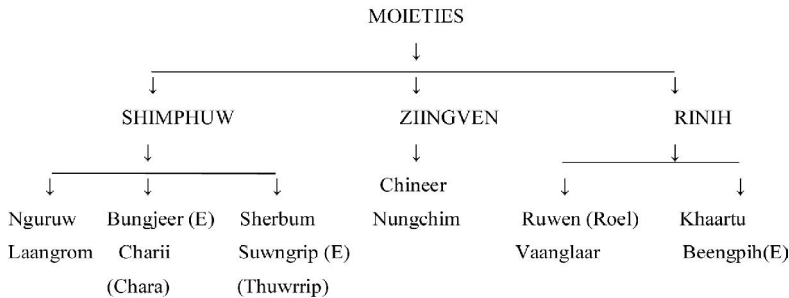 MOIETIES
SHIMPHUW ZIINGVEN RINIH
Chineer
Nguruw Bungjeer (E) Sherbum Nungchim Ruwen (Roel) Khaartu
Laangrom Charii Suwngrip (E) Vaanglaar Beengpih(E)
(Chara) (Thuwrrip)